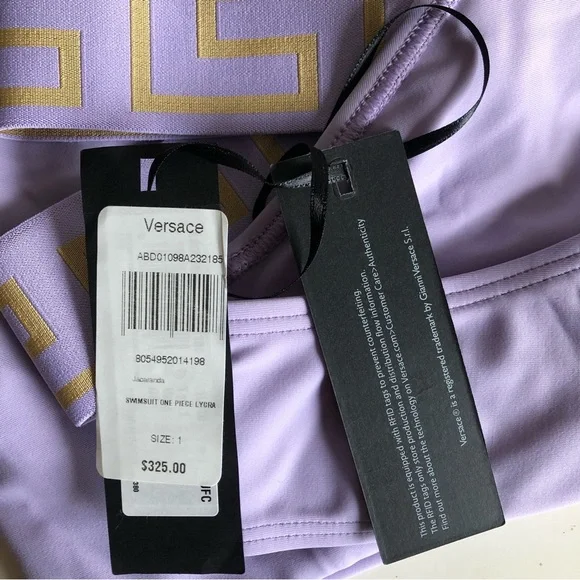 Versace
ABD01098A232185
8054952014198
Jacaranda
SWIMSUIT ONE PIECE LYCRA
SIZE: 1
$325.00
JFC
390
This product is equipped with RFID tags to prevent counterfeiting.
The RFID tags only store production and distribution flow information.
Find out more about the technology on Versace.com>Customer Care>Authenticity
Versace® is a registered trademark by Gianni Versace S.r.l.